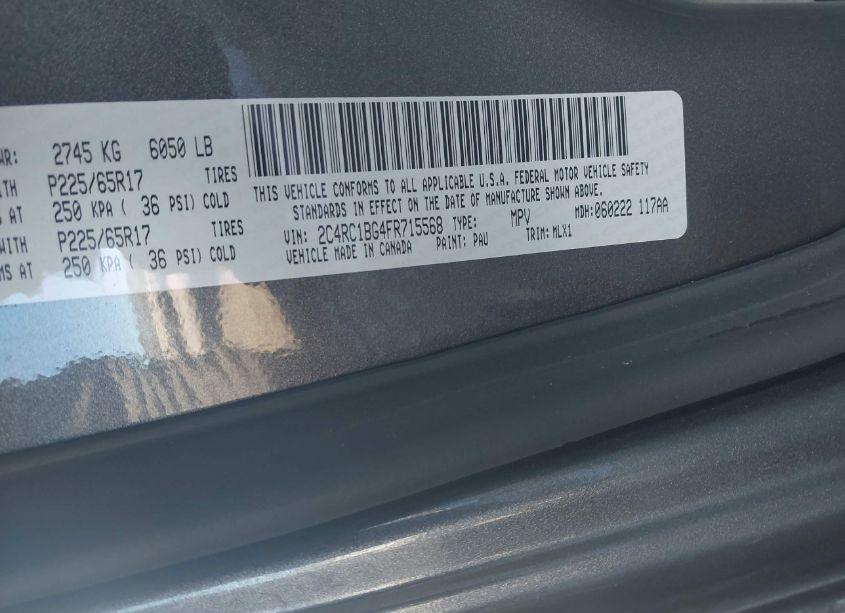 WR: 2745 KG 6050 LB
WITH P225/65R17 TIRES
MS AT 250 KPA ( 36 PSI) COLD
WITH P225/65R17 TIRES
MS AT 250 KPA ( 36 PSI) COLD
THIS VEHICLE CONFORMS TO ALL APPLICABLE U.S.A. FEDERAL MOTOR VEHICLE SAFETY
STANDARDS IN EFFECT ON THE DATE OF MANUFACTURE SHOWN ABOVE.
VIN: 2C4RC1BG4FR715568 TYPE: MPV MDH:060222 117AA
VEHICLE MADE IN CANADA PAINT: PAU TRIM: MLX1